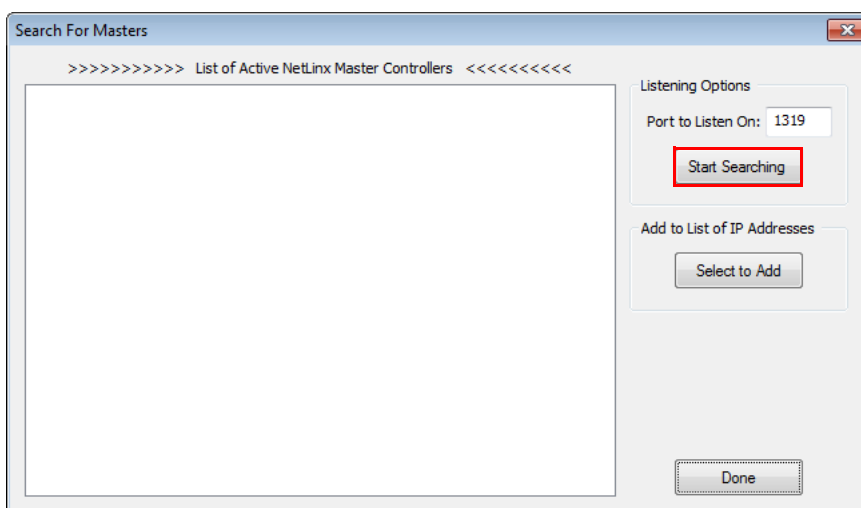 Search For Masters
>>>>>>>>>>> List of Active NetLinx Master Controllers <<<<<<<<<<
Listening Options
Port to Listen On: 1319
Start Searching
Add to List of IP Addresses
Select to Add
Done